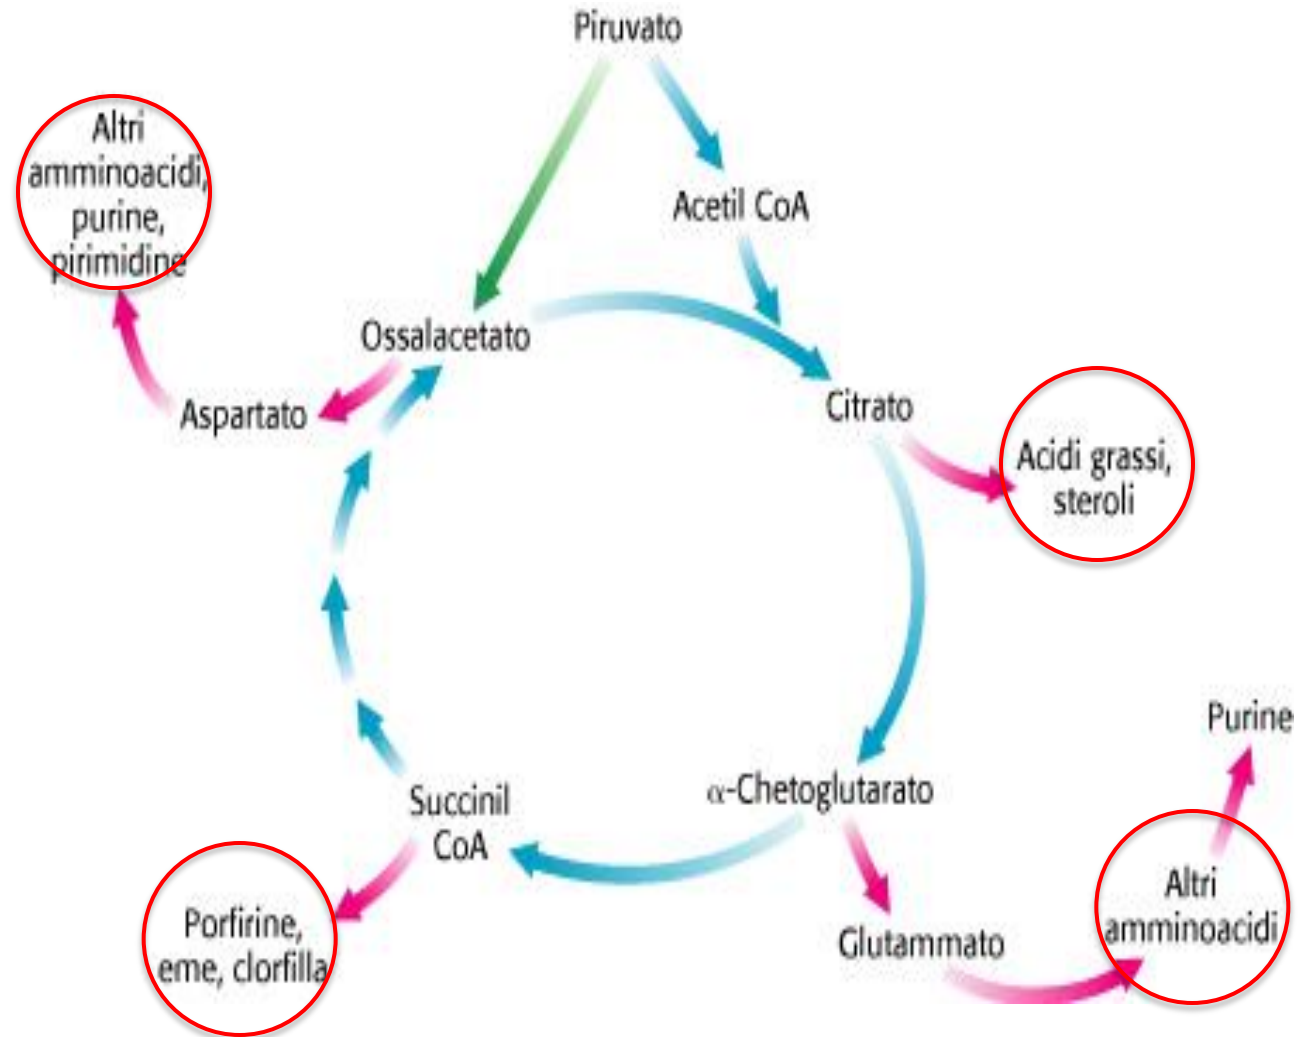 Piruvato
Altri
amminoacidi,
purine,
pirimidine
Acetil CoA
Ossalacetato
Aspartato
Citrato
Acidi grassi,
steroli
Purine
α-Chetoglutarato
Succinil
CoA
Altri
amminoacidi
Glutammato
Porfirine,
eme, clorfilla